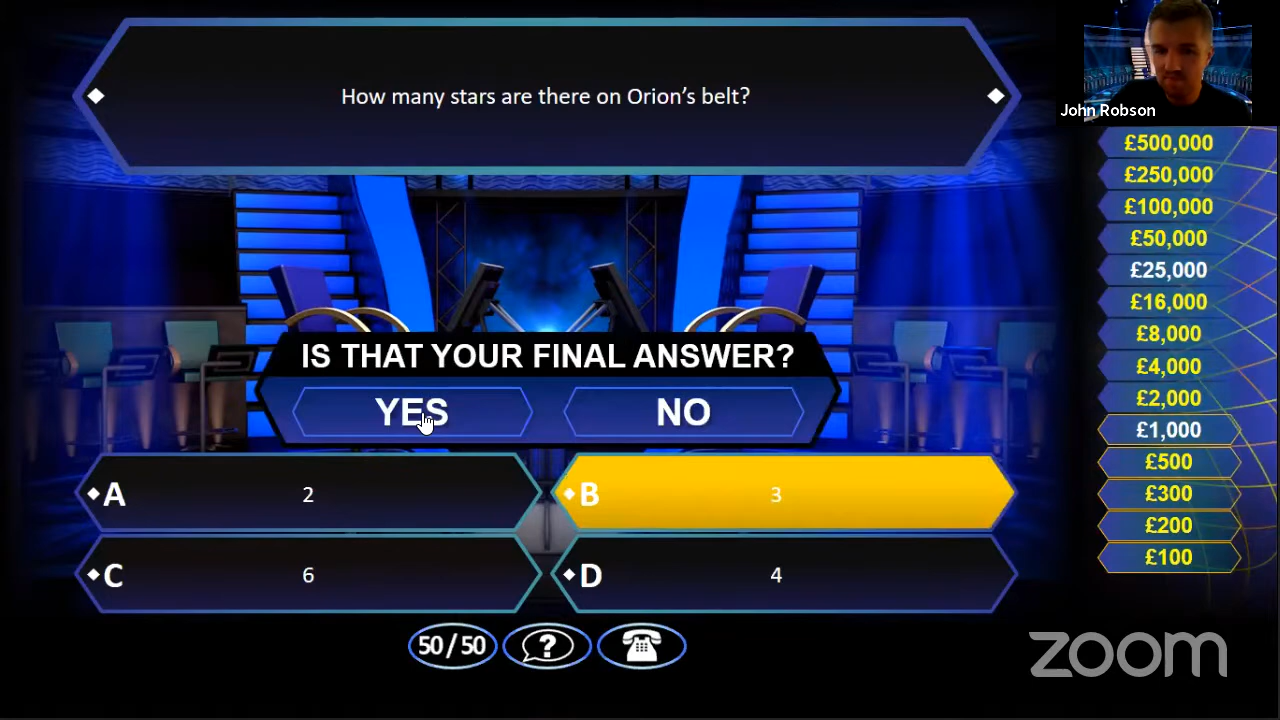 How many stars are there on Orion's belt?
John Robson
£500,000
£250,000
£100,000
£50,000
£25,000
£16,000
£8,000
£4,000
£2,000
£1,000
£500
£300
£200
£100
IS THAT YOUR FINAL ANSWER?
YES NO
A 2
B 3
C 6
D 4
50/50 ?
zoom